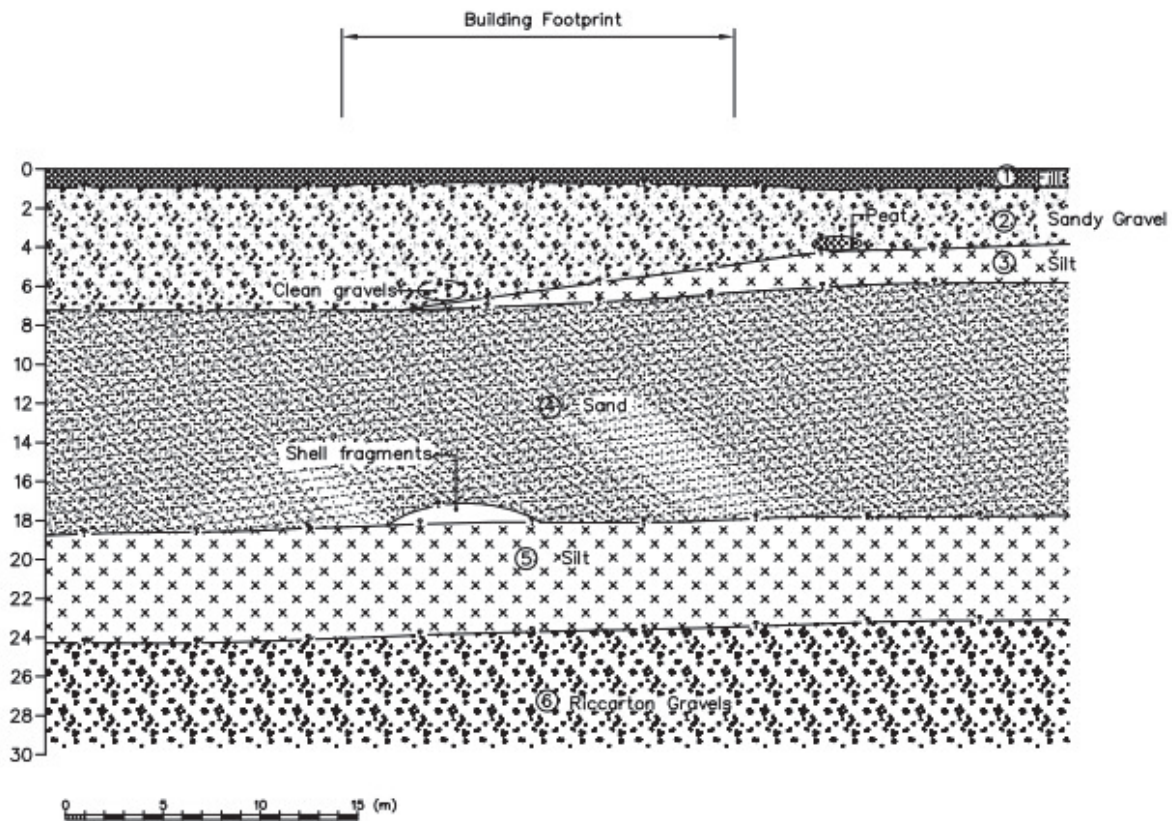 Building Footprint
0
① Fill
2
Peat
② Sandy Gravel
4
③ Silt
6
Clean gravels
8
10
12
④ Sand
14
Shell fragments
16
18
20
⑤ Silt
22
24
26
⑥ Riccarton Gravels
28
30
0 5 10 15 (m)